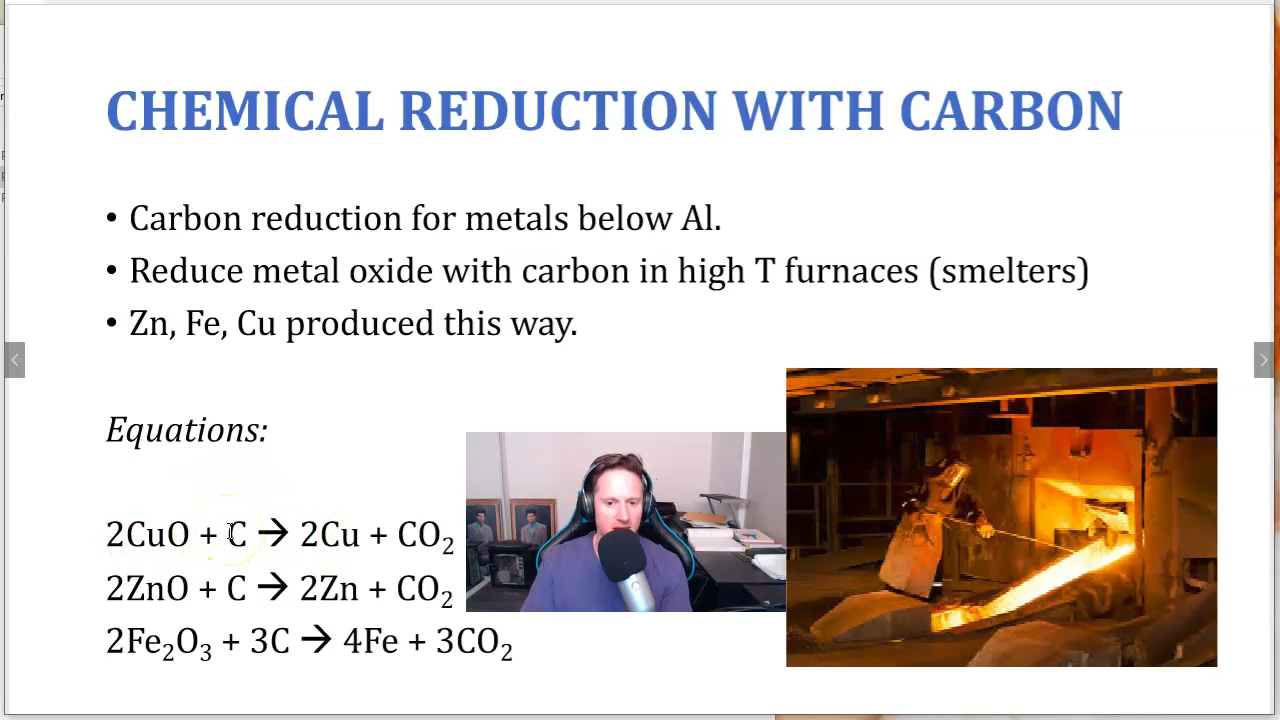 CHEMICAL REDUCTION WITH CARBON
• Carbon reduction for metals below Al.
• Reduce metal oxide with carbon in high T furnaces (smelters)
• Zn, Fe, Cu produced this way.
Equations:
2CuO + C → 2Cu + CO₂
2ZnO + C → 2Zn + CO₂
2Fe₂O₃ + 3C → 4Fe + 3CO₂